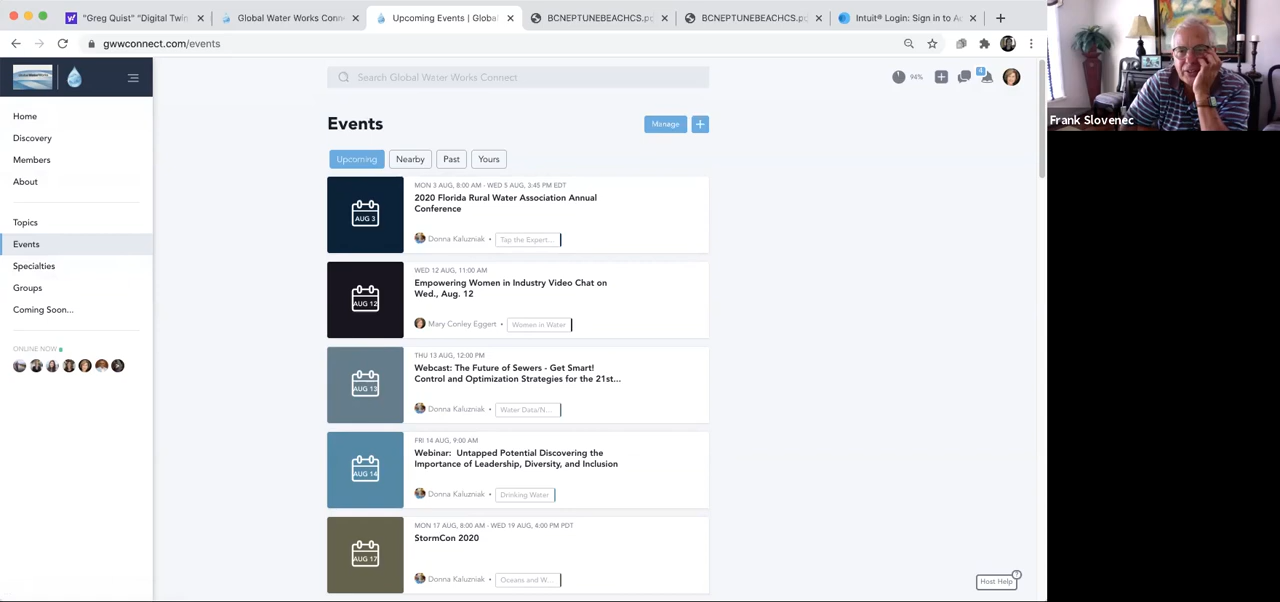 "Greg Quist" "Digital Twin
Global Water Works Conne
Upcoming Events | Global
BCNEPTUNEBEACHCS.pc
BCNEPTUNEBEACHCS.pc
Intuit® Login: Sign in to Ac
gwwconnect.com/events
Search Global Water Works Connect
94%
4
Home
Discovery
Members
About
Topics
Events
Specialties
Groups
Coming Soon...
ONLINE NOW
Events
Manage
Upcoming
Nearby
Past
Yours
AUG 3
MON 3 AUG, 8:00 AM - WED 5 AUG, 3:45 PM EDT
2020 Florida Rural Water Association Annual
Conference
Donna Kaluzniak • Tap the Expert...
AUG 12
WED 12 AUG, 11:00 AM
Empowering Women in Industry Video Chat on
Wed., Aug. 12
Mary Conley Eggert • Women in Water
AUG 13
THU 13 AUG, 12:00 PM
Webcast: The Future of Sewers - Get Smart!
Control and Optimization Strategies for the 21st...
Donna Kaluzniak • Water Data/N...
AUG 14
FRI 14 AUG, 9:00 AM
Webinar: Untapped Potential Discovering the
Importance of Leadership, Diversity, and Inclusion
Donna Kaluzniak • Drinking Water
AUG 17
MON 17 AUG, 8:00 AM - WED 19 AUG, 4:00 PM PDT
StormCon 2020
Donna Kaluzniak • Oceans and W...
Host Help
?
Frank Slovenec